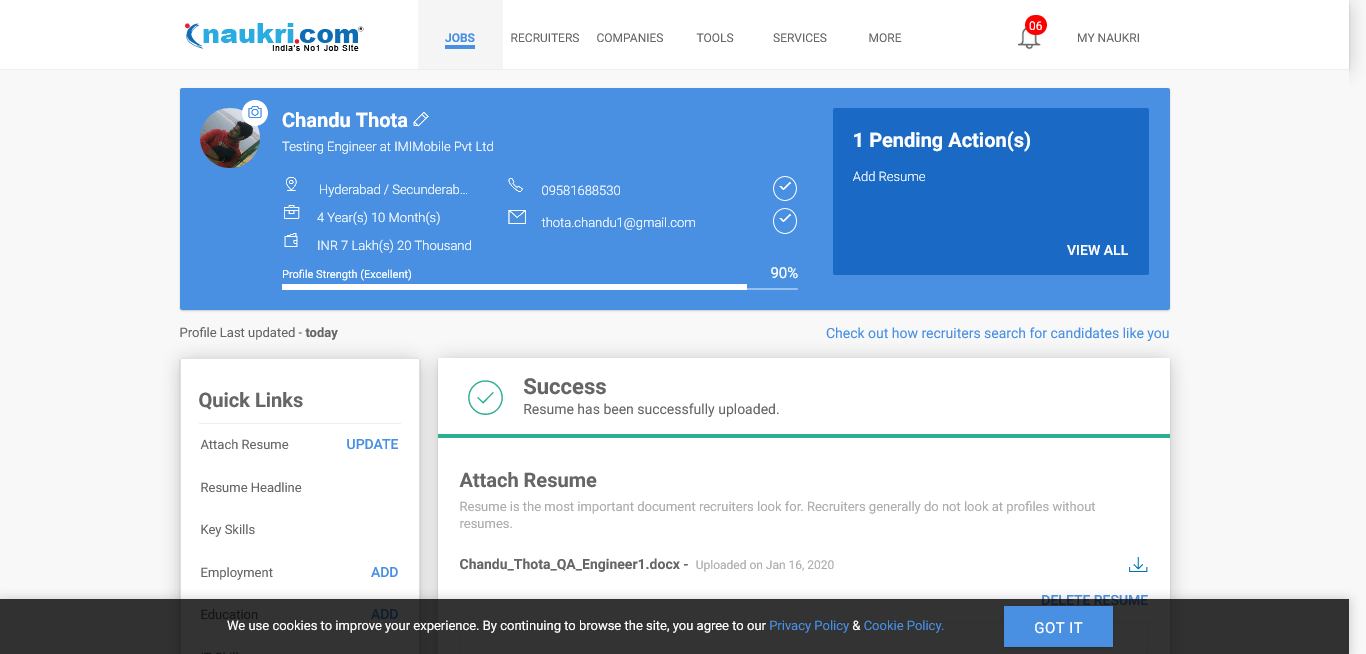 naukri.com®
India's No1 Job Site
JOBS
RECRUITERS
COMPANIES
TOOLS
SERVICES
MORE
06
MY NAUKRI
Chandu Thota
Testing Engineer at IMIMobile Pvt Ltd
Hyderabad / Secunderab...
09581688530
4 Year(s) 10 Month(s)
thota.chandu1@gmail.com
INR 7 Lakh(s) 20 Thousand
Profile Strength (Excellent)
90%
1 Pending Action(s)
Add Resume
VIEW ALL
Profile Last updated - today
Check out how recruiters search for candidates like you
Quick Links
Attach Resume
UPDATE
Resume Headline
Key Skills
Employment
ADD
Education
ADD
Success
Resume has been successfully uploaded.
Attach Resume
Resume is the most important document recruiters look for. Recruiters generally do not look at profiles without
resumes.
Chandu_Thota_QA_Engineer1.docx - Uploaded on Jan 16, 2020
DELETE RESUME
We use cookies to improve your experience. By continuing to browse the site, you agree to our Privacy Policy & Cookie Policy.
GOT IT